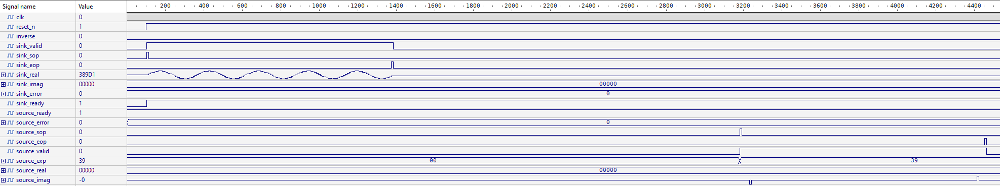 Signal name Value 200 400 600 800 1000 1200 1400 1600 1800 2000 2200 2400 2600 2800 3000 3200 3400 3600 3800 4000 4200 4400
clk 0
reset_n 1
inverse 0
sink_valid 0
sink_sop 0
sink_eop 0
sink_real 389D1
sink_imag 00000 00000
sink_error 0 0
sink_ready 1
source_ready 1
source_error 0 0
source_sop 0
source_eop 0
source_valid 0
source_exp 39 00 39
source_real 00000 00000
source_imag -0